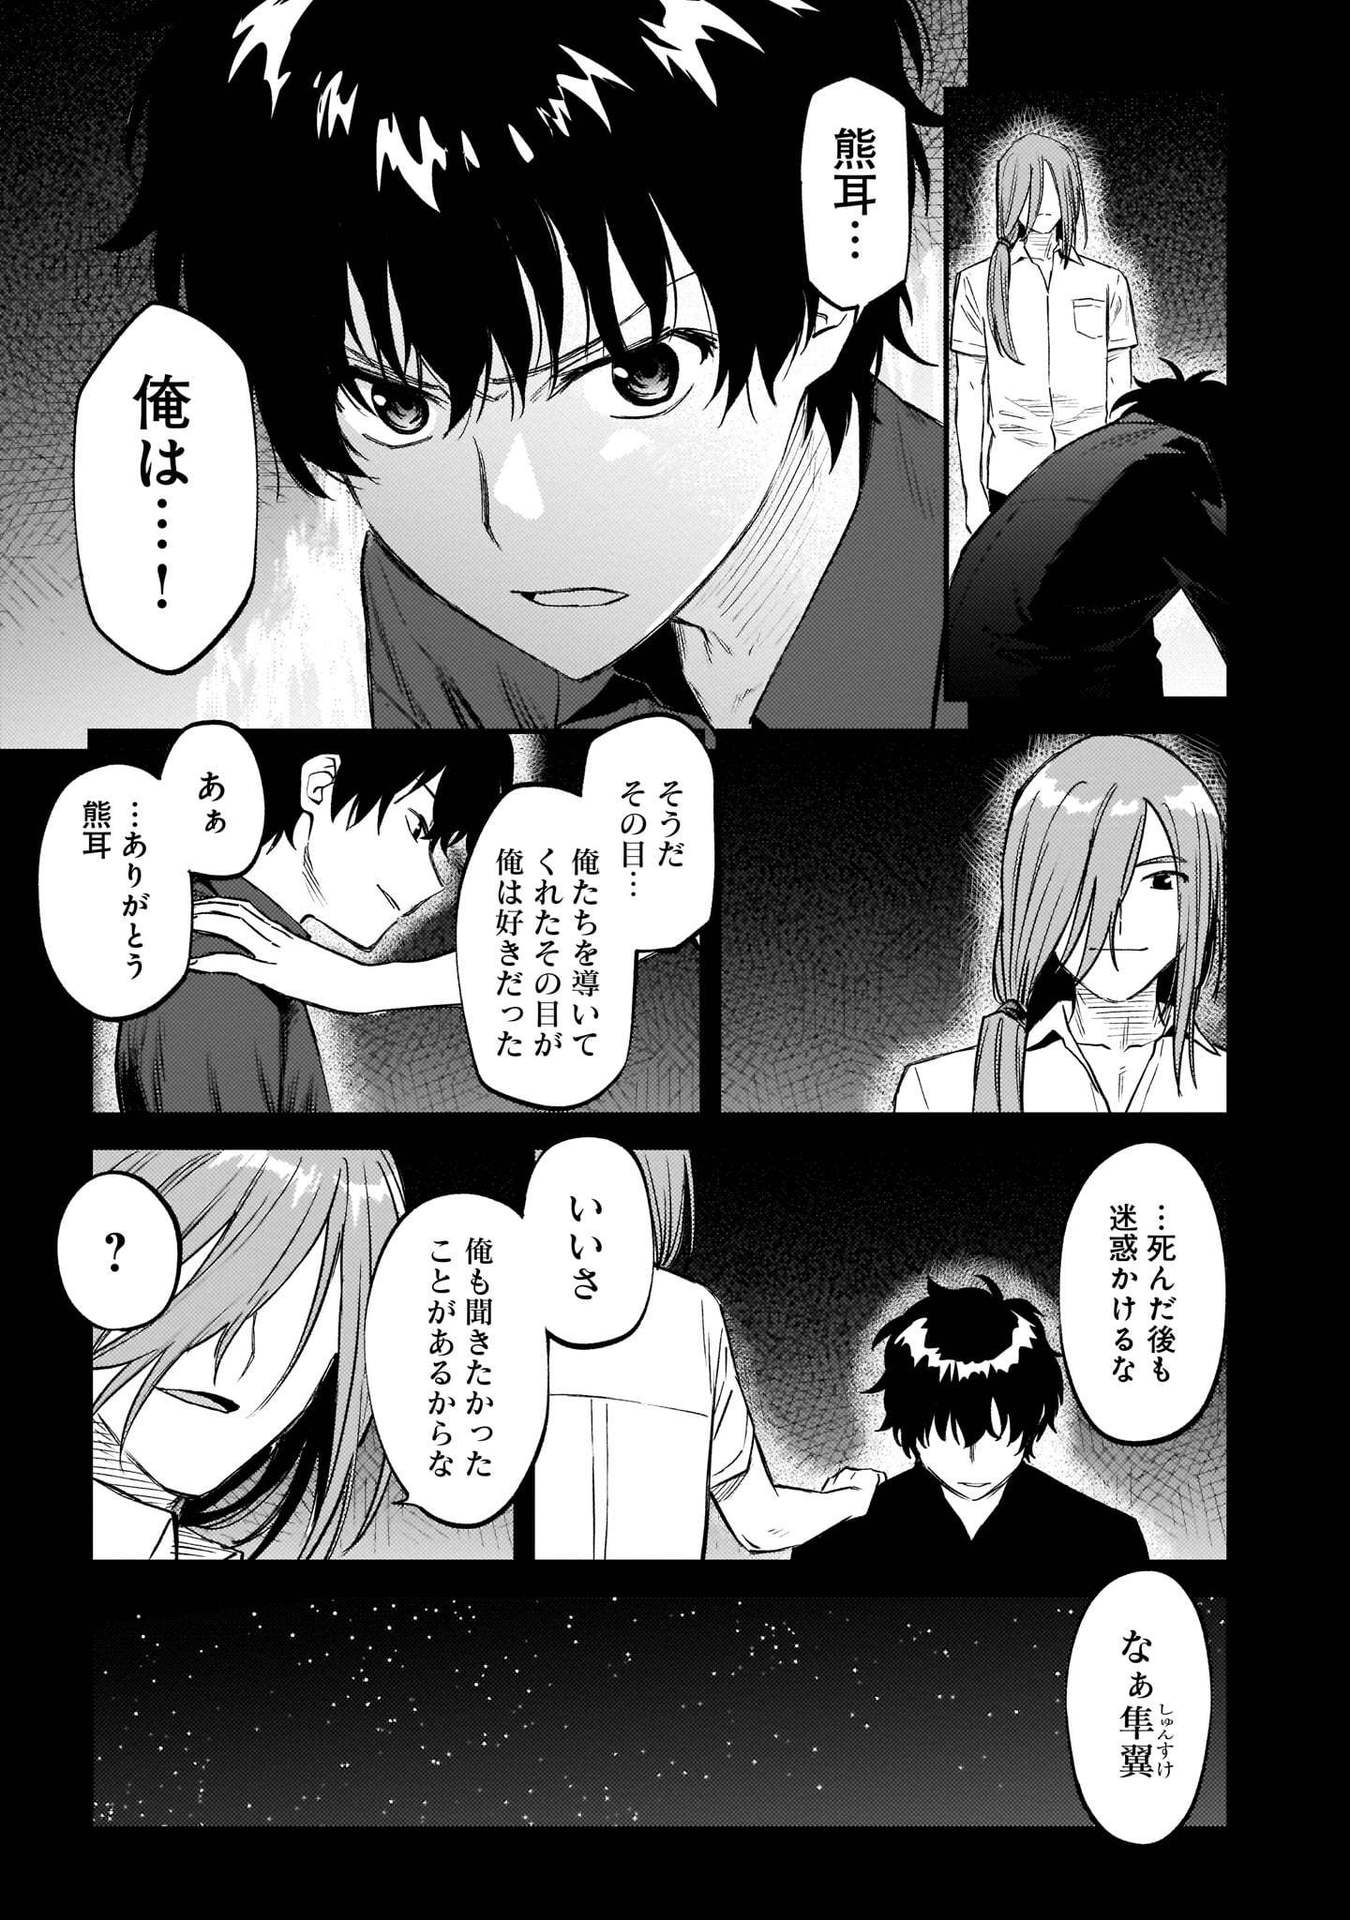 熊耳…
俺は……!
そうだ
その目…
俺たちを導いて
くれたその目が
俺は好きだった
あぁ
…ありがとう
熊耳
…死んだ後も
迷惑かけるな
いいさ
俺も聞きたかった
ことがあるからな
?
なぁ隼翼
しゅんすけ